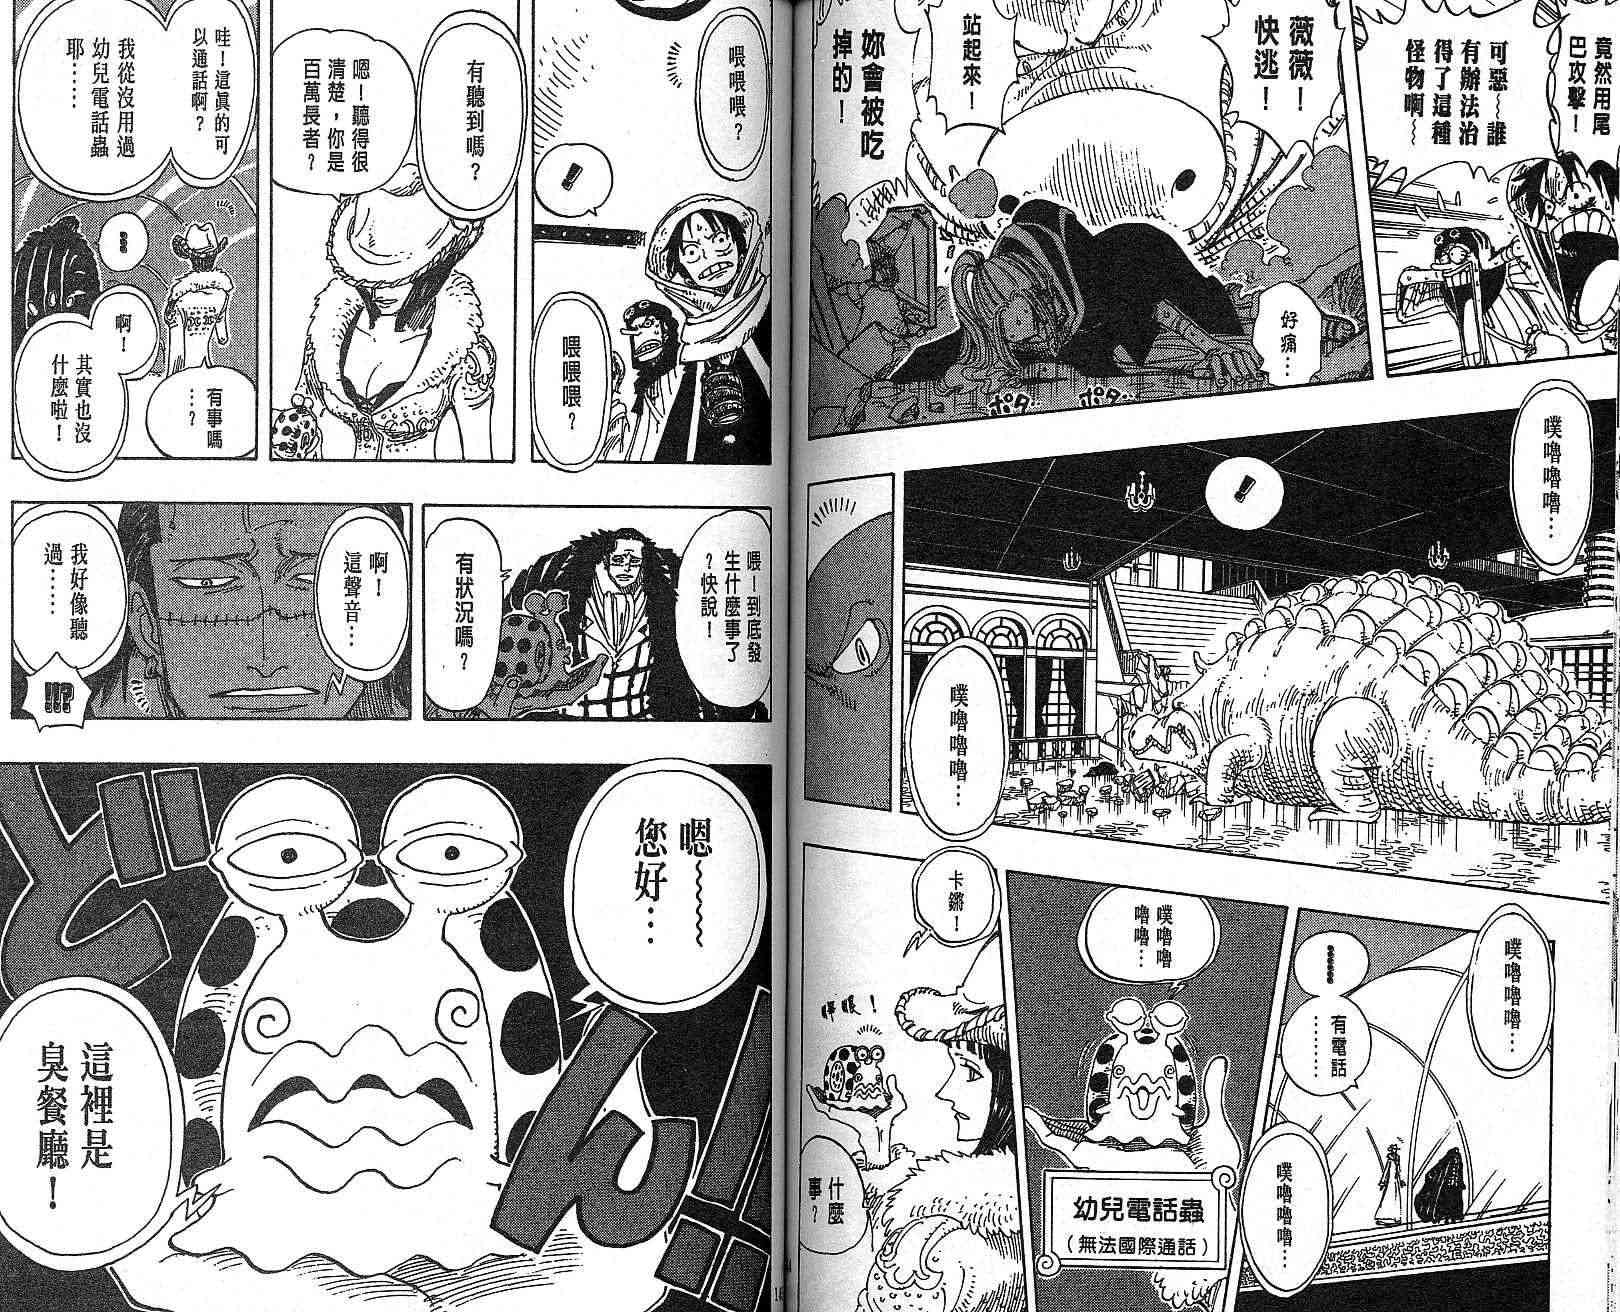 竟然用尾
巴攻擊！
可惡～誰
有辦法治
得了這種
怪物啊～
薇薇！
快逃！
站起來！
妳會被吃
掉的！
好痛…
ポタ…
ポタ…
噗嚕嚕嚕…
！
噗嚕嚕嚕…
噗嚕嚕嚕…
……
有電話
噗嚕嚕嚕…
噗嚕嚕
嚕嚕…
幼兒電話蟲
（無法國際通話）
卡鏘！
什麼
事？
喂喂喂？
！
喂喂喂？
有聽到嗎？
嗯！聽得很
清楚，你是
百萬長者？
哇！這真的可
以通話啊？
我從沒用過
幼兒電話蟲
耶……
有事嗎
…？
啊！
其實也沒
什麼啦！
喂！到底發
生什麼事了
？快說！
有狀況嗎？
啊！
這聲音…
我好像聽
過……
!!!?
嗯～～
您好…
這裡是
臭餐廳！
どーん!!